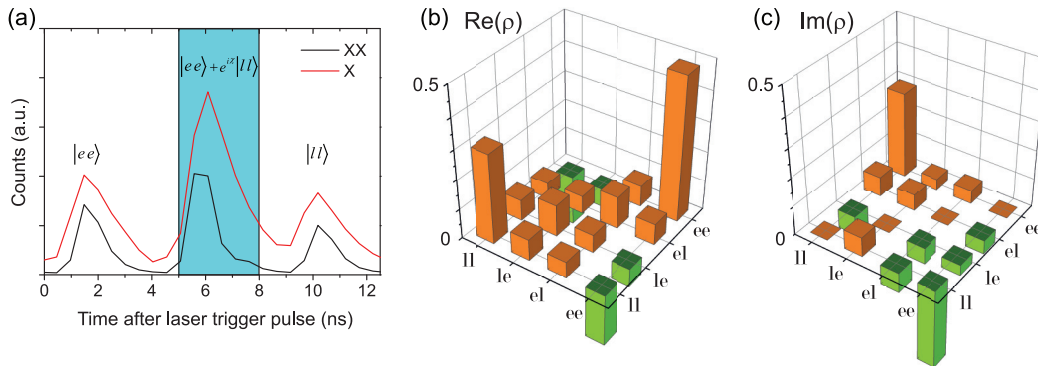 (a)
Counts (a.u.)
|ee⟩
|ee⟩+e^{iχ}|ll⟩
|ll⟩
XX
X
0 2 4 6 8 10 12
Time after laser trigger pulse (ns)
(b) Re(ρ)
0.5
0
ll
le
el
ee
ll
le
el
ee
(c) Im(ρ)
0.5
0
ll
le
el
ee
ll
le
el
ee